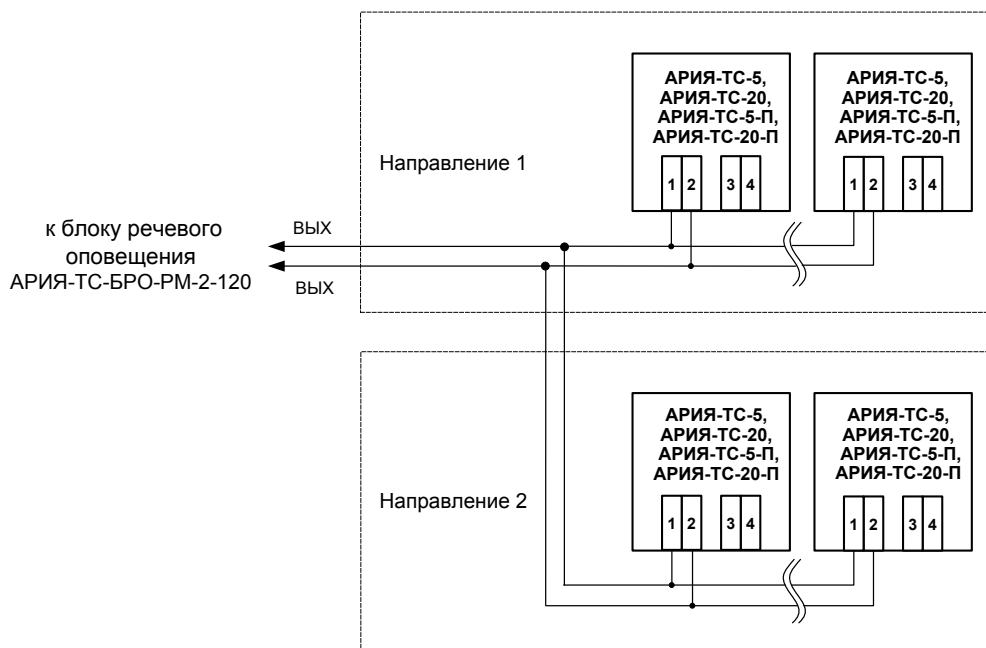 АРИЯ-ТС-5,
АРИЯ-ТС-20,
АРИЯ-ТС-5-П,
АРИЯ-ТС-20-П
1 2 3 4
АРИЯ-ТС-5,
АРИЯ-ТС-20,
АРИЯ-ТС-5-П,
АРИЯ-ТС-20-П
1 2 3 4
Направление 1
к блоку речевого
оповещения
АРИЯ-ТС-БРО-РМ-2-120
ВЫХ
ВЫХ
АРИЯ-ТС-5,
АРИЯ-ТС-20,
АРИЯ-ТС-5-П,
АРИЯ-ТС-20-П
1 2 3 4
АРИЯ-ТС-5,
АРИЯ-ТС-20,
АРИЯ-ТС-5-П,
АРИЯ-ТС-20-П
1 2 3 4
Направление 2